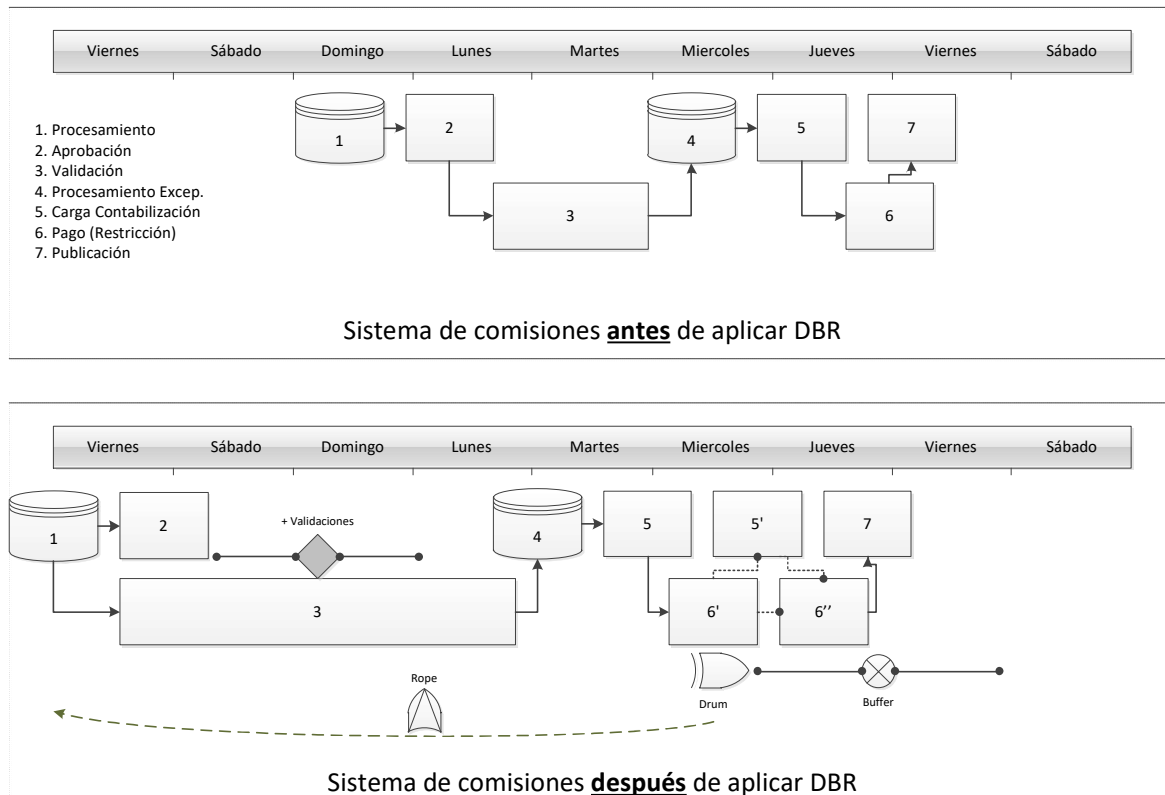 Viernes Sábado Domingo Lunes Martes Miercoles Jueves Viernes Sábado
1 2 4 5 7
3 6
1. Procesamiento
2. Aprobación
3. Validación
4. Procesamiento Excep.
5. Carga Contabilización
6. Pago (Restricción)
7. Publicación
Sistema de comisiones antes de aplicar DBR
Viernes Sábado Domingo Lunes Martes Miercoles Jueves Viernes Sábado
1 2 + Validaciones 4 5 5' 7
3 6' 6’’
Rope Drum Buffer
Sistema de comisiones después de aplicar DBR